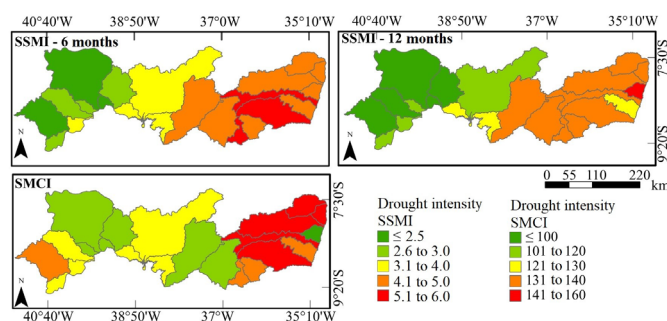 40°40'W 38°50'W 37°0'W 35°10'W 40°40'W 38°50'W 37°0'W 35°10'W
SSMI - 6 months
SSMI - 12 months
7°30'S
9°20'S
N
N
0 55 110 220
km
SMCI
7°30'S
9°20'S
N
Drought intensity
SSMI
≤ 2.5
2.6 to 3.0
3.1 to 4.0
4.1 to 5.0
5.1 to 6.0
Drought intensity
SMCI
≤ 100
101 to 120
121 to 130
131 to 140
141 to 160
40°40'W 38°50'W 37°0'W 35°10'W